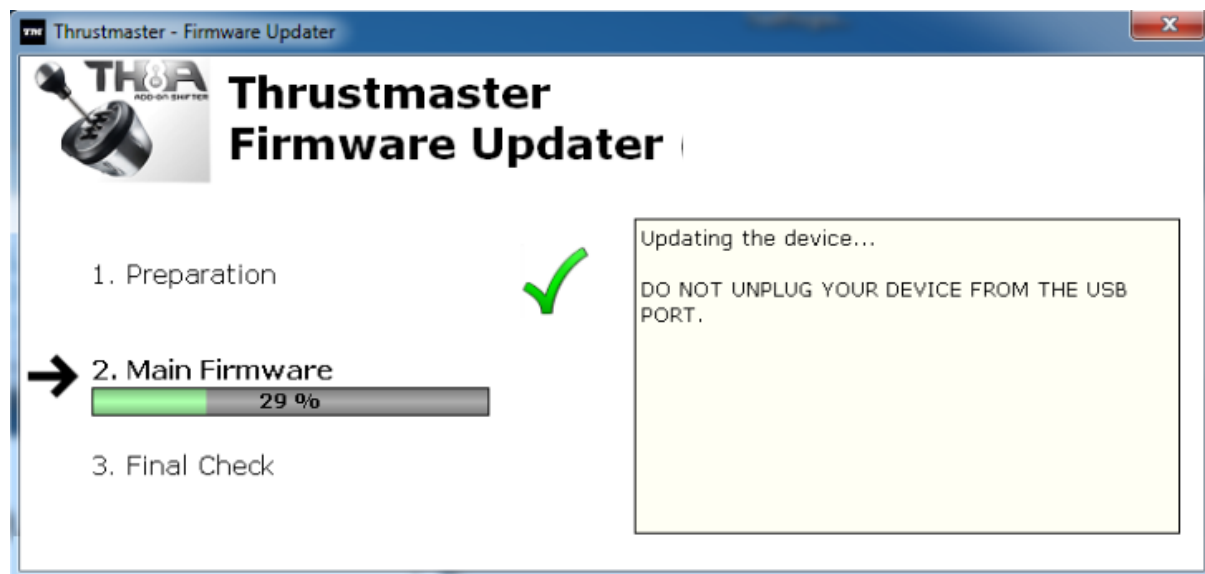 Thrustmaster - Firmware Updater
TH8A
ADD-ON SHIFTER
Thrustmaster
Firmware Updater
1. Preparation
2. Main Firmware
29 %
3. Final Check
Updating the device...
DO NOT UNPLUG YOUR DEVICE FROM THE USB
PORT.